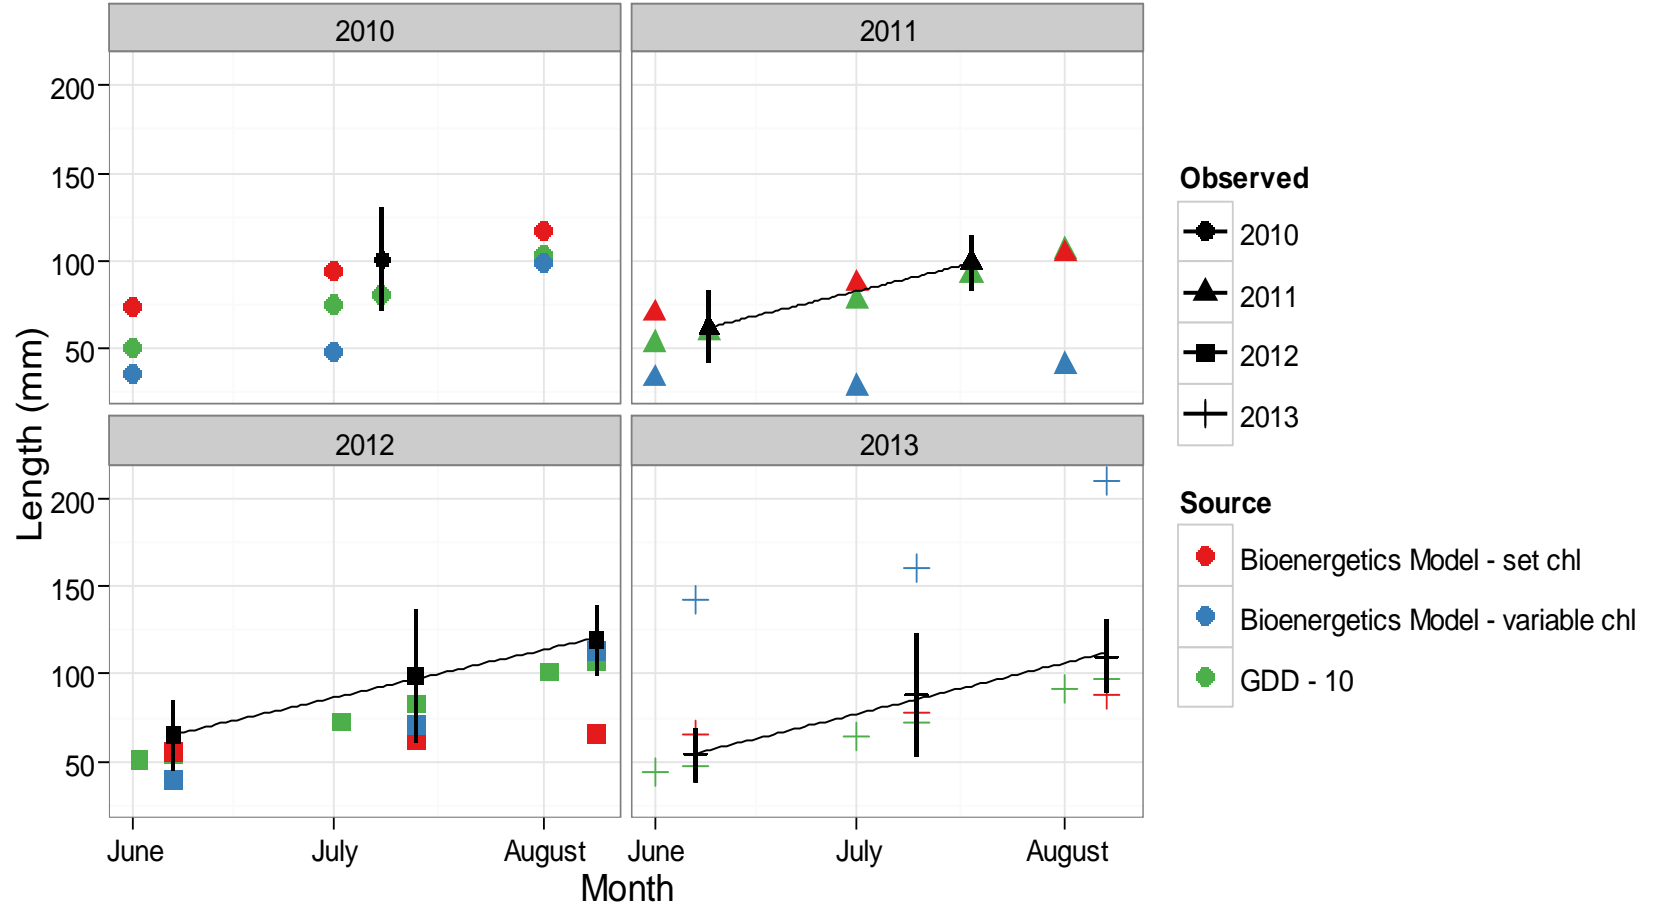 2010
2011
200
150
100
50
2012
2013
200
150
100
50
June
July
August
June
July
August
Month
Length (mm)
Observed
2010
2011
2012
2013
Source
Bioenergetics Model - set chl
Bioenergetics Model - variable chl
GDD - 10